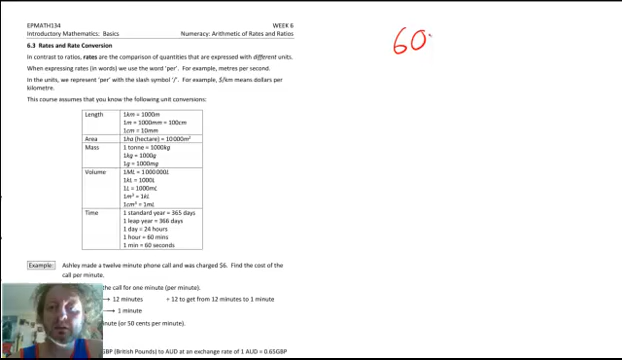 EPMATH134 WEEK 6
Introductory Mathematics: Basics Numeracy: Arithmetic of Rates and Ratios
6.3 Rates and Rate Conversion
In contrast to ratios, rates are the comparison of quantities that are expressed with different units.
When expressing rates (in words) we use the word 'per'. For example, metres per second.
In the units, we represent 'per' with the slash symbol '/'. For example, $/km means dollars per
kilometre.
This course assumes that you know the following unit conversions:
Length 1km = 1000m
1m = 1000mm = 100cm
1cm = 10mm
Area 1ha (hectare) = 10000m²
Mass 1 tonne = 1000kg
1kg = 1000g
1g = 1000mg
Volume 1ML = 1000000L
1kL = 1000L
1L = 1000mL
1m³ = 1kL
1cm³ = 1mL
Time 1 standard year = 365 days
1 leap year = 366 days
1 day = 24 hours
1 hour = 60 mins
1 min = 60 seconds
Example Ashley made a twelve minute phone call and was charged $6. Find the cost of the
call per minute.
the call for one minute (per minute).
→ 12 minutes ÷ 12 to get from 12 minutes to 1 minute
→ 1 minute
inute (or 50 cents per minute).
GBP (British Pounds) to AUD at an exchange rate of 1 AUD = 0.65GBP
60